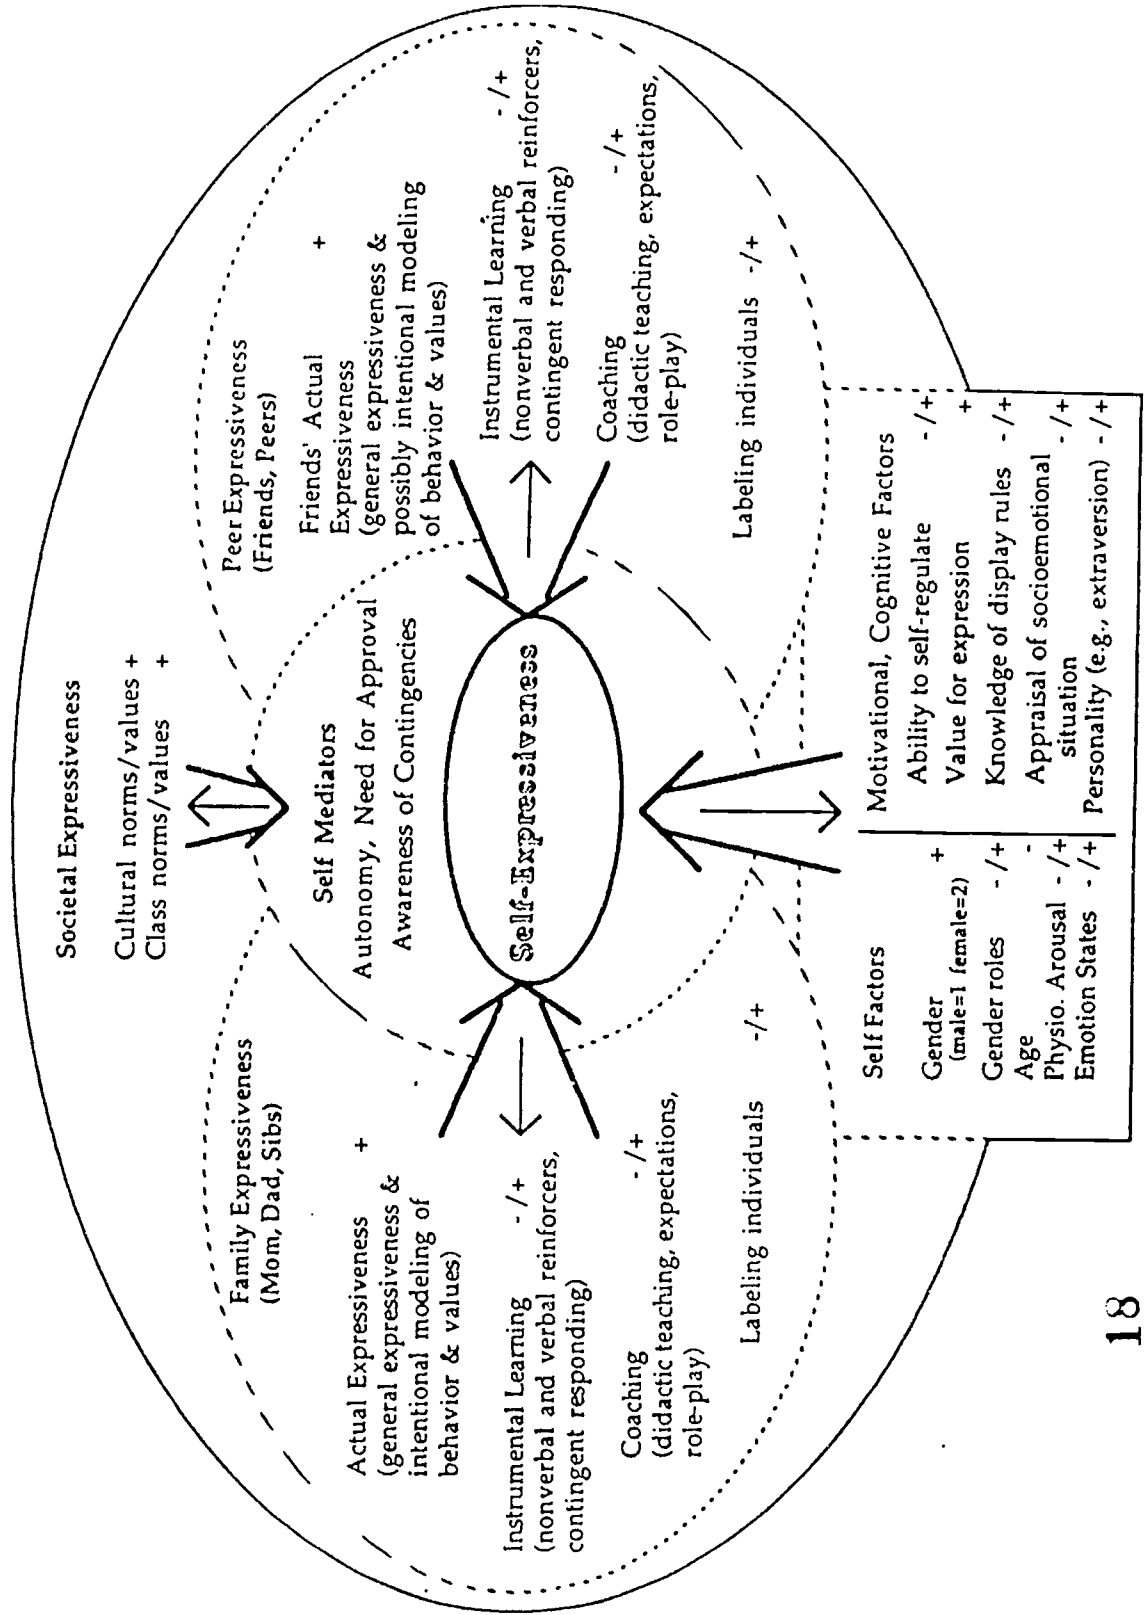 Societal Expressiveness
Cultural norms/values +
Class norms/values +
Family Expressiveness
(Mom, Dad, Sibs)
Actual Expressiveness +
(general expressiveness &
intentional modeling of
behavior & values)
Instrumental Learning -/+
(nonverbal and verbal reinforcers,
contingent responding)
Coaching -/+
(didactic teaching, expectations,
role-play)
Labeling individuals -/+
Self Mediators
Autonomy, Need for Approval
Awareness of Contingencies
Self-Expressiveness
Peer Expressiveness
(Friends, Peers)
Friends' Actual +
Expressiveness
(general expressiveness &
possibly intentional modeling
of behavior & values)
Instrumental Learning -/+
(nonverbal and verbal reinforcers,
contingent responding)
Coaching -/+
(didactic teaching, expectations,
role-play)
Labeling individuals -/+
Self Factors
Gender +
(male=1 female=2)
Gender roles -/+
Age -
Physio. Arousal -/+
Emotion States -/+
Motivational, Cognitive Factors
Ability to self-regulate -/+
Value for expression +
Knowledge of display rules -/+
Appraisal of socioemotional -/+
situation
Personality (e.g., extraversion) -/+
18